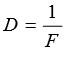 D = 1/F